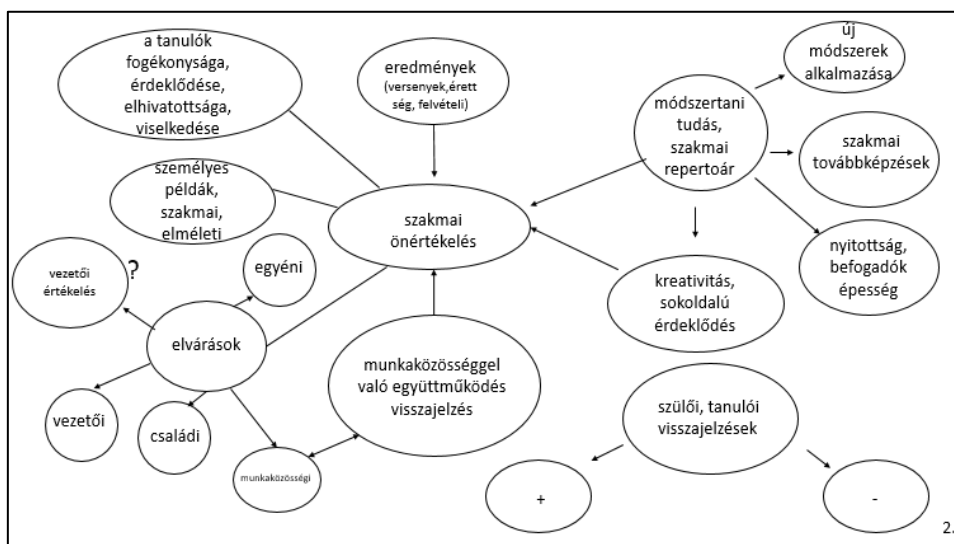 a tanulók
fogékonysága,
érdeklődése,
elhivatottsága,
viselkedése
eredmények
(versenyek,érett
ség, felvételi)
új
módszerek
alkalmazása
módszertani
tudás,
szakmai
repertoár
szakmai
továbbképzések
személyes
példák,
szakmai,
elméleti
szakmai
önértékelés
nyitottság,
befogadók
épesség
vezetői
értékelés
?
egyéni
kreativitás,
sokoldalú
érdeklődés
elvárások
munkaközösséggel
való együttműködés
visszajelzés
szülői, tanulói
visszajelzések
vezetői
családi
munkaközösségi
+
-
2.